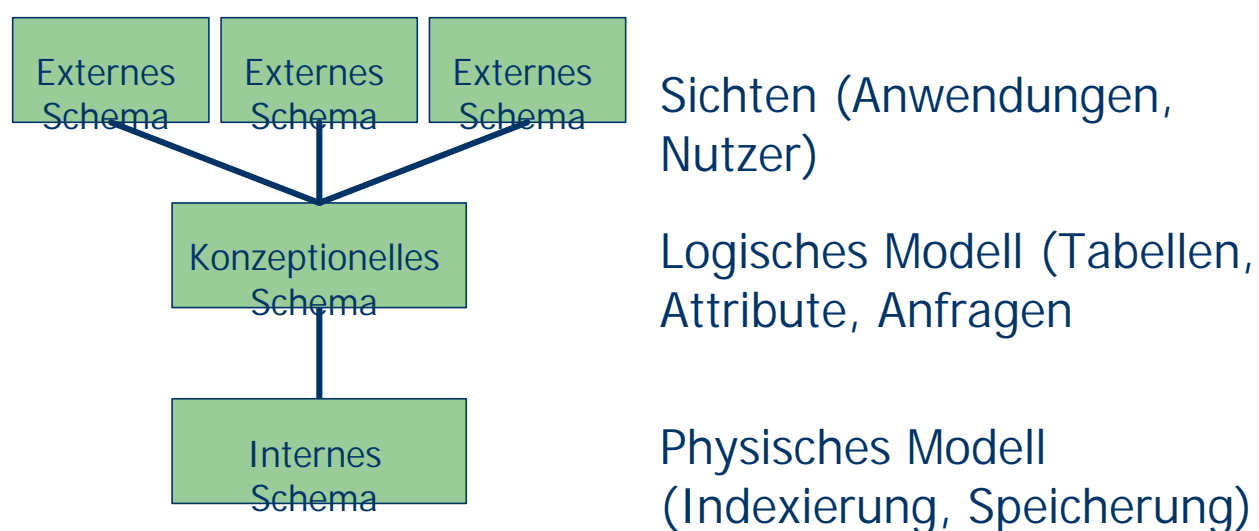 Externes
Schema
Externes
Schema
Externes
Schema
Sichten (Anwendungen,
Nutzer)
Konzeptionelles
Schema
Logisches Modell (Tabellen,
Attribute, Anfragen
Internes
Schema
Physisches Modell
(Indexierung, Speicherung)